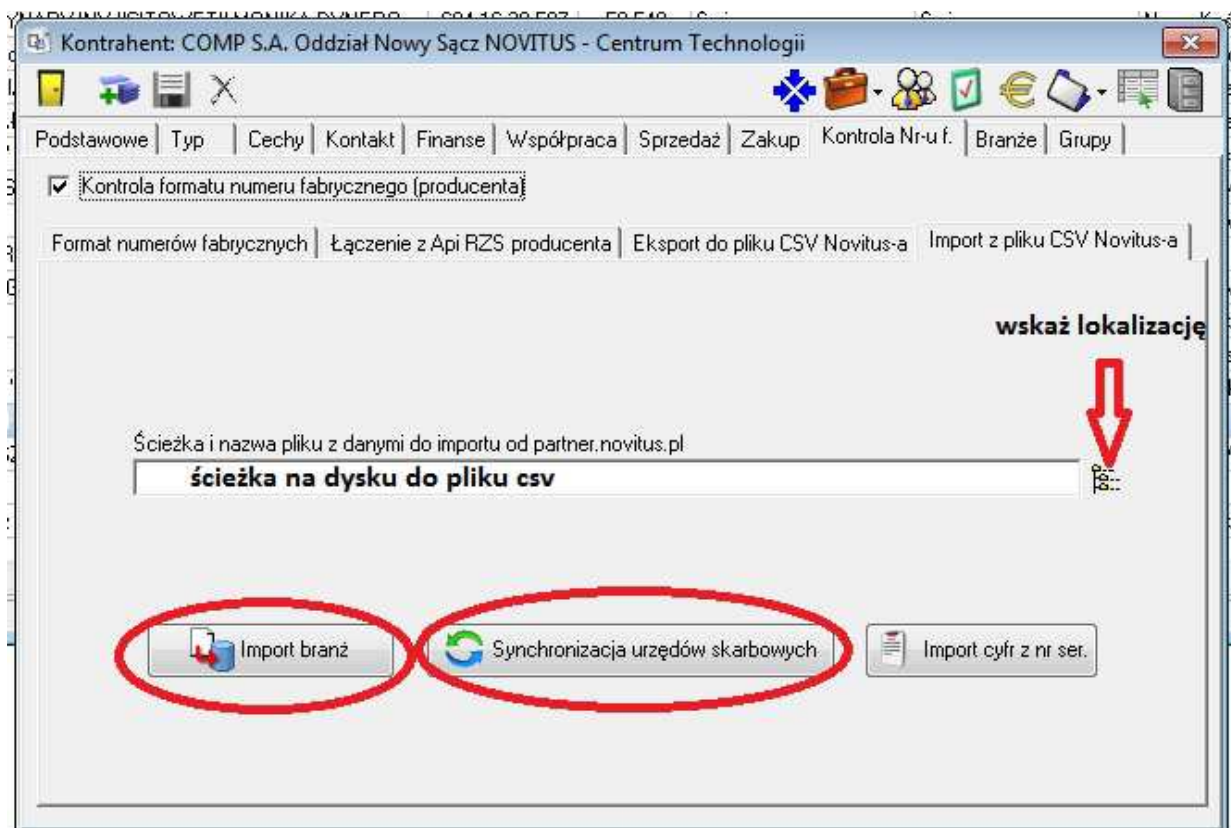 Kontrahent: COMP S.A. Oddział Nowy Sącz NOVITUS - Centrum Technologii
Podstawowe Typ Cechy Kontakt Finanse Współpraca Sprzedaż Zakup Kontrola Nr-u f. Branże Grupy
Kontrola formatu numeru fabrycznego (producenta)
Format numerów fabrycznych Łączenie z Api RZS producenta Eksport do pliku CSV Novitus-a Import z pliku CSV Novitus-a
wskaż lokalizację
Ścieżka i nazwa pliku z danymi do importu od partner.novitus.pl
ścieżka na dysku do pliku csv
Import branż Synchronizacja urzędów skarbowych Import cyfr z nr ser.